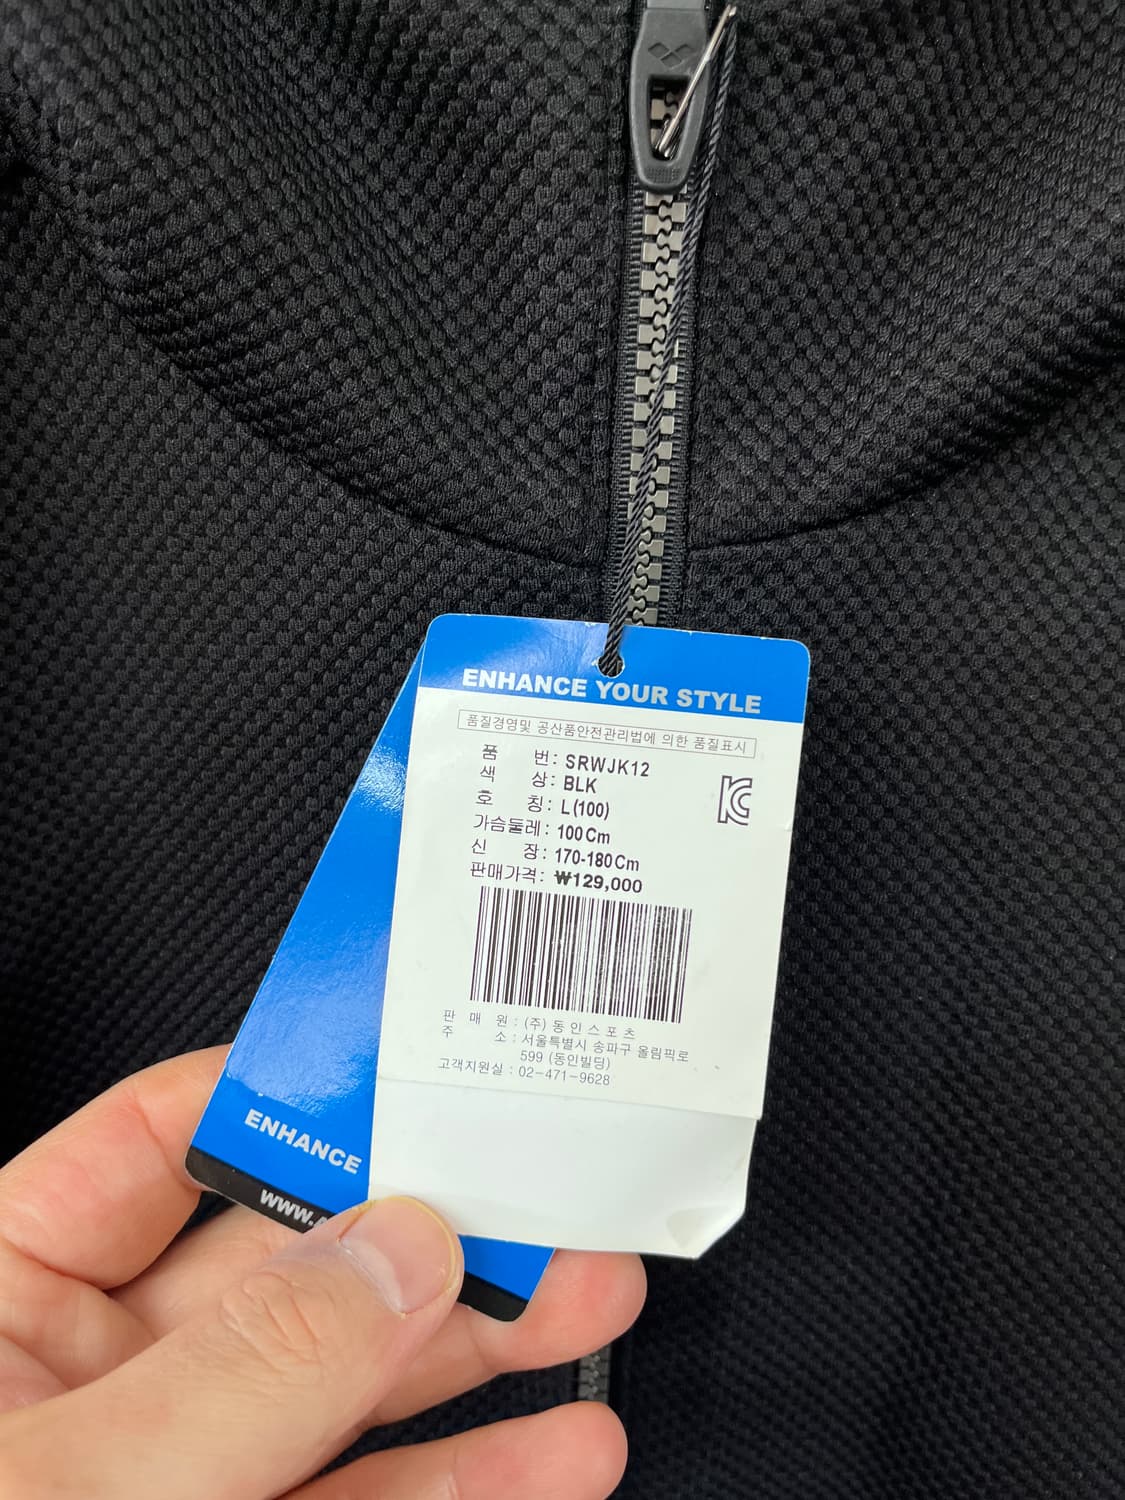 ENHANCE YOUR STYLE
품질경영및 공산품안전관리법에 의한 품질표시
품 번: SRWJK12
색 상: BLK
호 칭: L(100)
가슴둘레: 100Cm
신 장: 170-180Cm
판매가격: ₩129,000
판 매 원 : (주) 동 인 스 포 츠
주 소 : 서울특별시 송파구 올림픽로
599 (동인빌딩)
고객지원실 : 02-471-9628
ENHANCE
WWW.